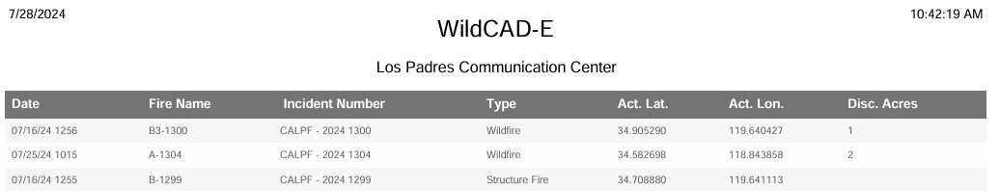 7/28/2024 10:42:19 AM
WildCAD-E
Los Padres Communication Center
Date Fire Name Incident Number Type Act. Lat. Act. Lon. Disc. Acres
07/16/24 1256 B3-1300 CALPF - 2024 1300 Wildfire 34.905290 119.640427 1
07/25/24 1015 A-1304 CALPF - 2024 1304 Wildfire 34.582698 118.843858 2
07/16/24 1255 B-1299 CALPF - 2024 1299 Structure Fire 34.708880 119.641113